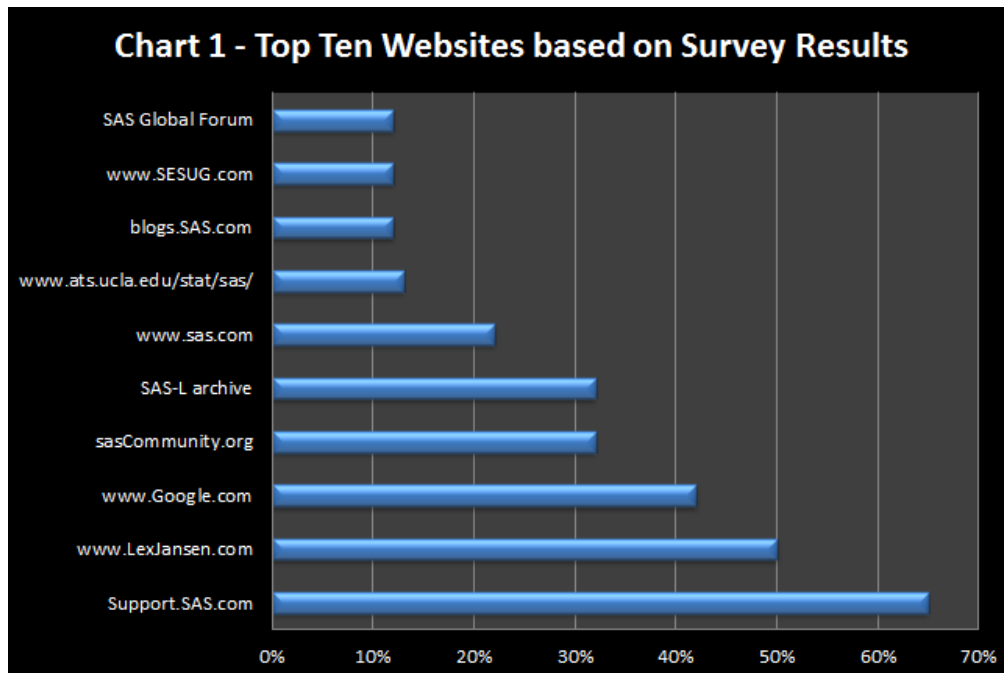 Chart 1 - Top Ten Websites based on Survey Results
SAS Global Forum
www.SESUG.com
blogs.SAS.com
www.ats.ucla.edu/stat/sas/
www.sas.com
SAS-L archive
sasCommunity.org
www.Google.com
www.LexJansen.com
Support.SAS.com
0% 10% 20% 30% 40% 50% 60% 70%